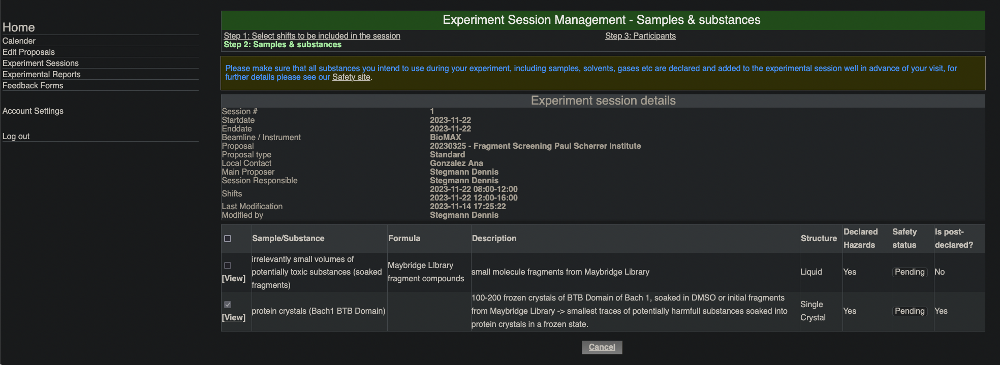 Home
Calender
Edit Proposals
Experiment Sessions
Experimental Reports
Feedback Forms
Account Settings
Log out
Experiment Session Management - Samples & substances
Step 1: Select shifts to be included in the session
Step 3: Participants
Step 2: Samples & substances
Please make sure that all substances you intend to use during your experiment, including samples, solvents, gases etc are declared and added to the experimental session well in advance of your visit, for
further details please see our Safety site.
Experiment session details
Session # 1
Startdate 2023-11-22
Enddate 2023-11-22
Beamline / Instrument BioMAX
Proposal 20230325 - Fragment Screening Paul Scherrer Institute
Proposal type Standard
Local Contact Gonzalez Ana
Main Proposer Stegmann Dennis
Session Responsible Stegmann Dennis
Shifts 2023-11-22 08:00-12:00
2023-11-22 12:00-16:00
Last Modification 2023-11-14 17:25:22
Modified by Stegmann Dennis
Sample/Substance
Formula
Description
Structure
Declared
Hazards
Safety
status
Is post-
declared?
[View]
irrelevantly small volumes of
potentially toxic substances (soaked
fragments)
Maybridge LIbrary
fragment compounds
small molecule fragments from Maybridge Library
Liquid
Yes
Pending
No
[View]
protein crystals (Bach1 BTB Domain)
100-200 frozen crystals of BTB Domain of Bach 1, soaked in DMSO or initial fragments
from Maybridge Library -> smallest traces of potentially harmfull substances soaked into
protein crystals in a frozen state.
Single
Crystal
Yes
Pending
Yes
Cancel